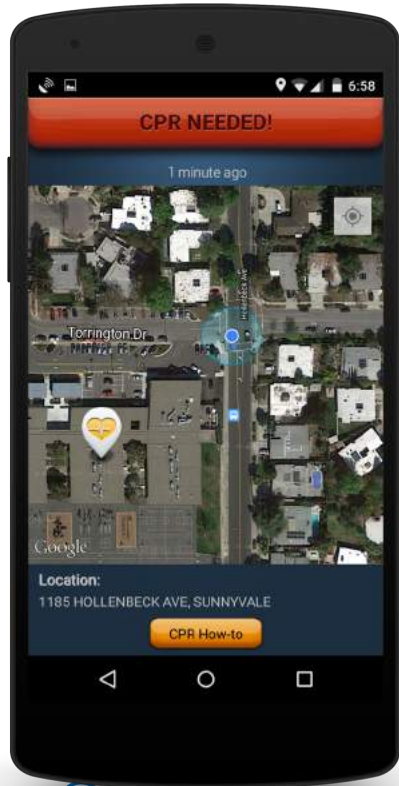 6:58
CPR NEEDED!
1 minute ago
Hollenbeck Ave
Torrington Dr
Google
Location:
1185 HOLLENBECK AVE, SUNNYVALE
CPR How-to